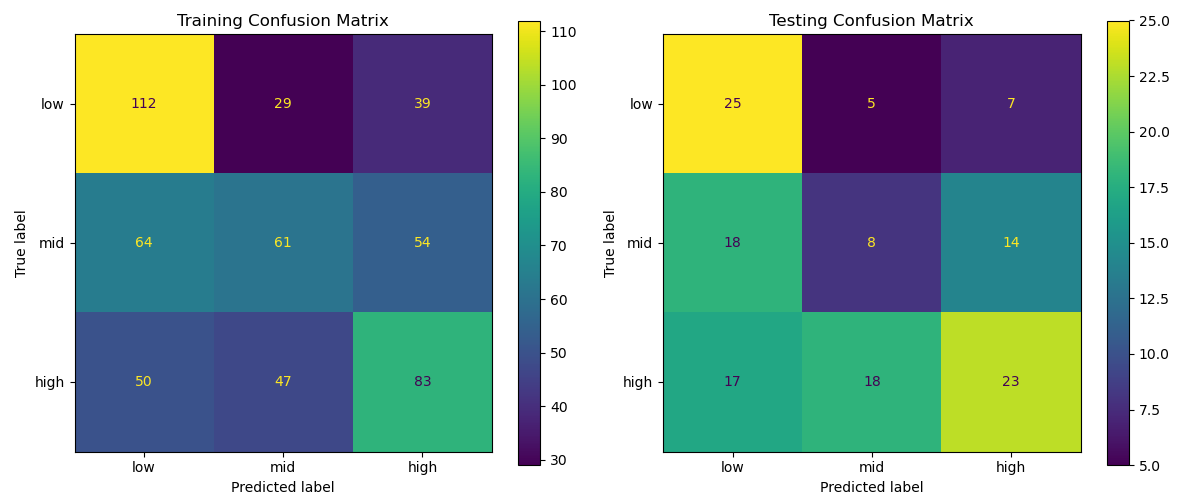 Training Confusion Matrix
True label
low
mid
high
112 29 39
64 61 54
50 47 83
low mid high
Predicted label
110
100
90
80
70
60
50
40
30
Testing Confusion Matrix
True label
low
mid
high
25 5 7
18 8 14
17 18 23
low mid high
Predicted label
25.0
22.5
20.0
17.5
15.0
12.5
10.0
7.5
5.0